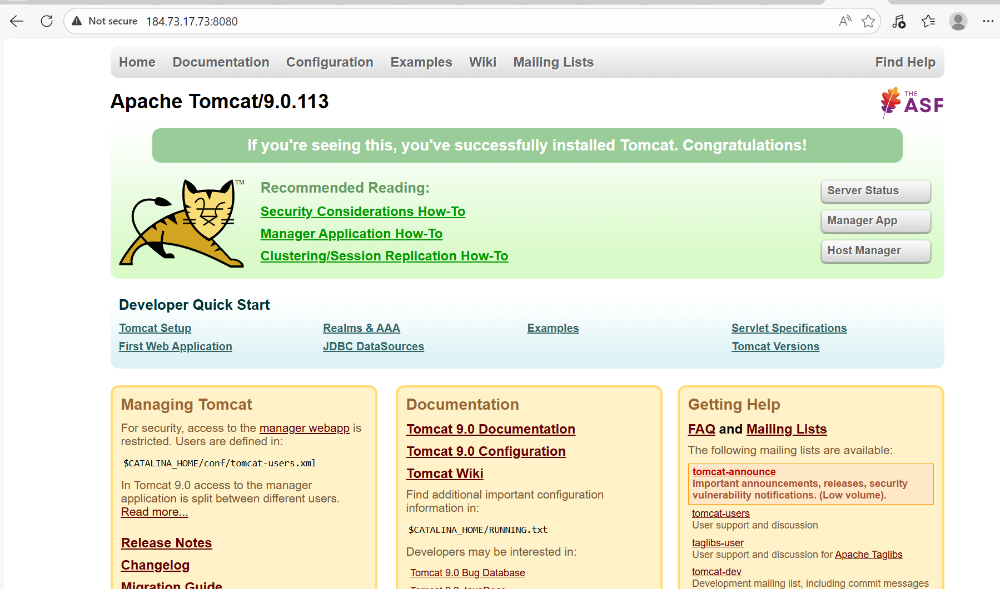 Not secure 184.73.17.73:8080
Home Documentation Configuration Examples Wiki Mailing Lists Find Help
Apache Tomcat/9.0.113
THE
ASF
If you're seeing this, you've successfully installed Tomcat. Congratulations!
TM
Recommended Reading:
Security Considerations How-To
Manager Application How-To
Clustering/Session Replication How-To
Server Status
Manager App
Host Manager
Developer Quick Start
Tomcat Setup
First Web Application
Realms & AAA
JDBC DataSources
Examples
Servlet Specifications
Tomcat Versions
Managing Tomcat
For security, access to the manager webapp is
restricted. Users are defined in:
$CATALINA_HOME/conf/tomcat-users.xml
In Tomcat 9.0 access to the manager
application is split between different users.
Read more...
Release Notes
Changelog
Migration Guide
Documentation
Tomcat 9.0 Documentation
Tomcat 9.0 Configuration
Tomcat Wiki
Find additional important configuration
information in:
$CATALINA_HOME/RUNNING.txt
Developers may be interested in:
Tomcat 9.0 Bug Database
Tomcat 9.0 JavaDocs
Getting Help
FAQ and Mailing Lists
The following mailing lists are available:
tomcat-announce
Important announcements, releases, security
vulnerability notifications. (Low volume).
tomcat-users
User support and discussion
taglibs-user
User support and discussion for Apache Taglibs
tomcat-dev
Development mailing list, including commit messages